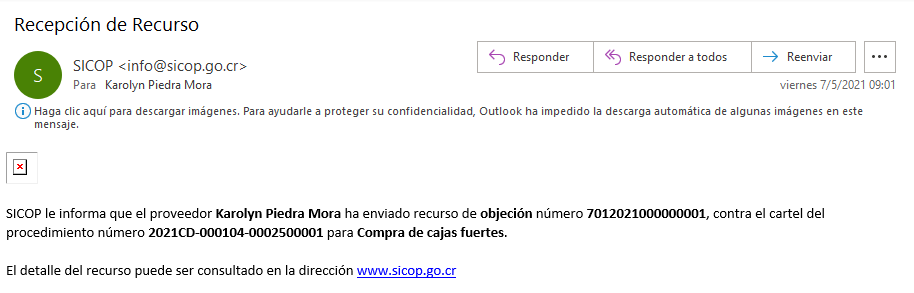 Recepción de Recurso
S
SICOP <info@sicop.go.cr>
Para Karolyn Piedra Mora
Responder
Responder a todos
Reenviar
viernes 7/5/2021 09:01
Haga clic aquí para descargar imágenes. Para ayudarle a proteger su confidencialidad, Outlook ha impedido la descarga automática de algunas imágenes en este
mensaje.
SICOP le informa que el proveedor Karolyn Piedra Mora ha enviado recurso de objeción número 7012021000000001, contra el cartel del
procedimiento número 2021CD-000104-0002500001 para Compra de cajas fuertes.
El detalle del recurso puede ser consultado en la dirección www.sicop.go.cr